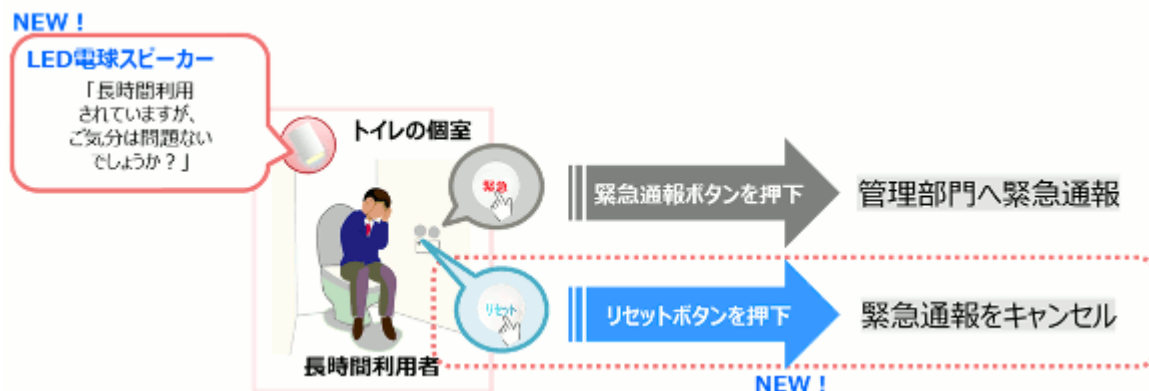 NEW！
LED電球スピーカー
「長時間利用
されていますが、
ご気分は問題ない
でしょうか？」
トイレの個室
緊急
緊急通報ボタンを押下
管理部門へ緊急通報
リセット
リセットボタンを押下
緊急通報をキャンセル
長時間利用者
NEW！